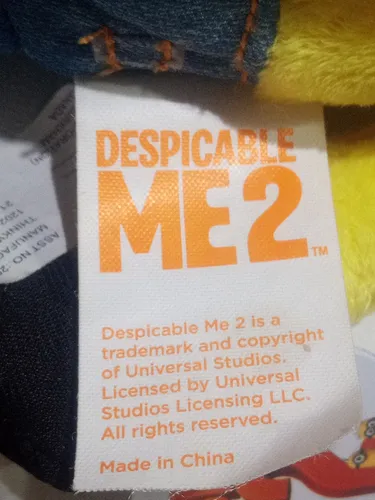 DESPICABLE
ME 2™
Despicable Me 2 is a
trademark and copyright
of Universal Studios.
Licensed by Universal
Studios Licensing LLC.
All rights reserved.
Made in China